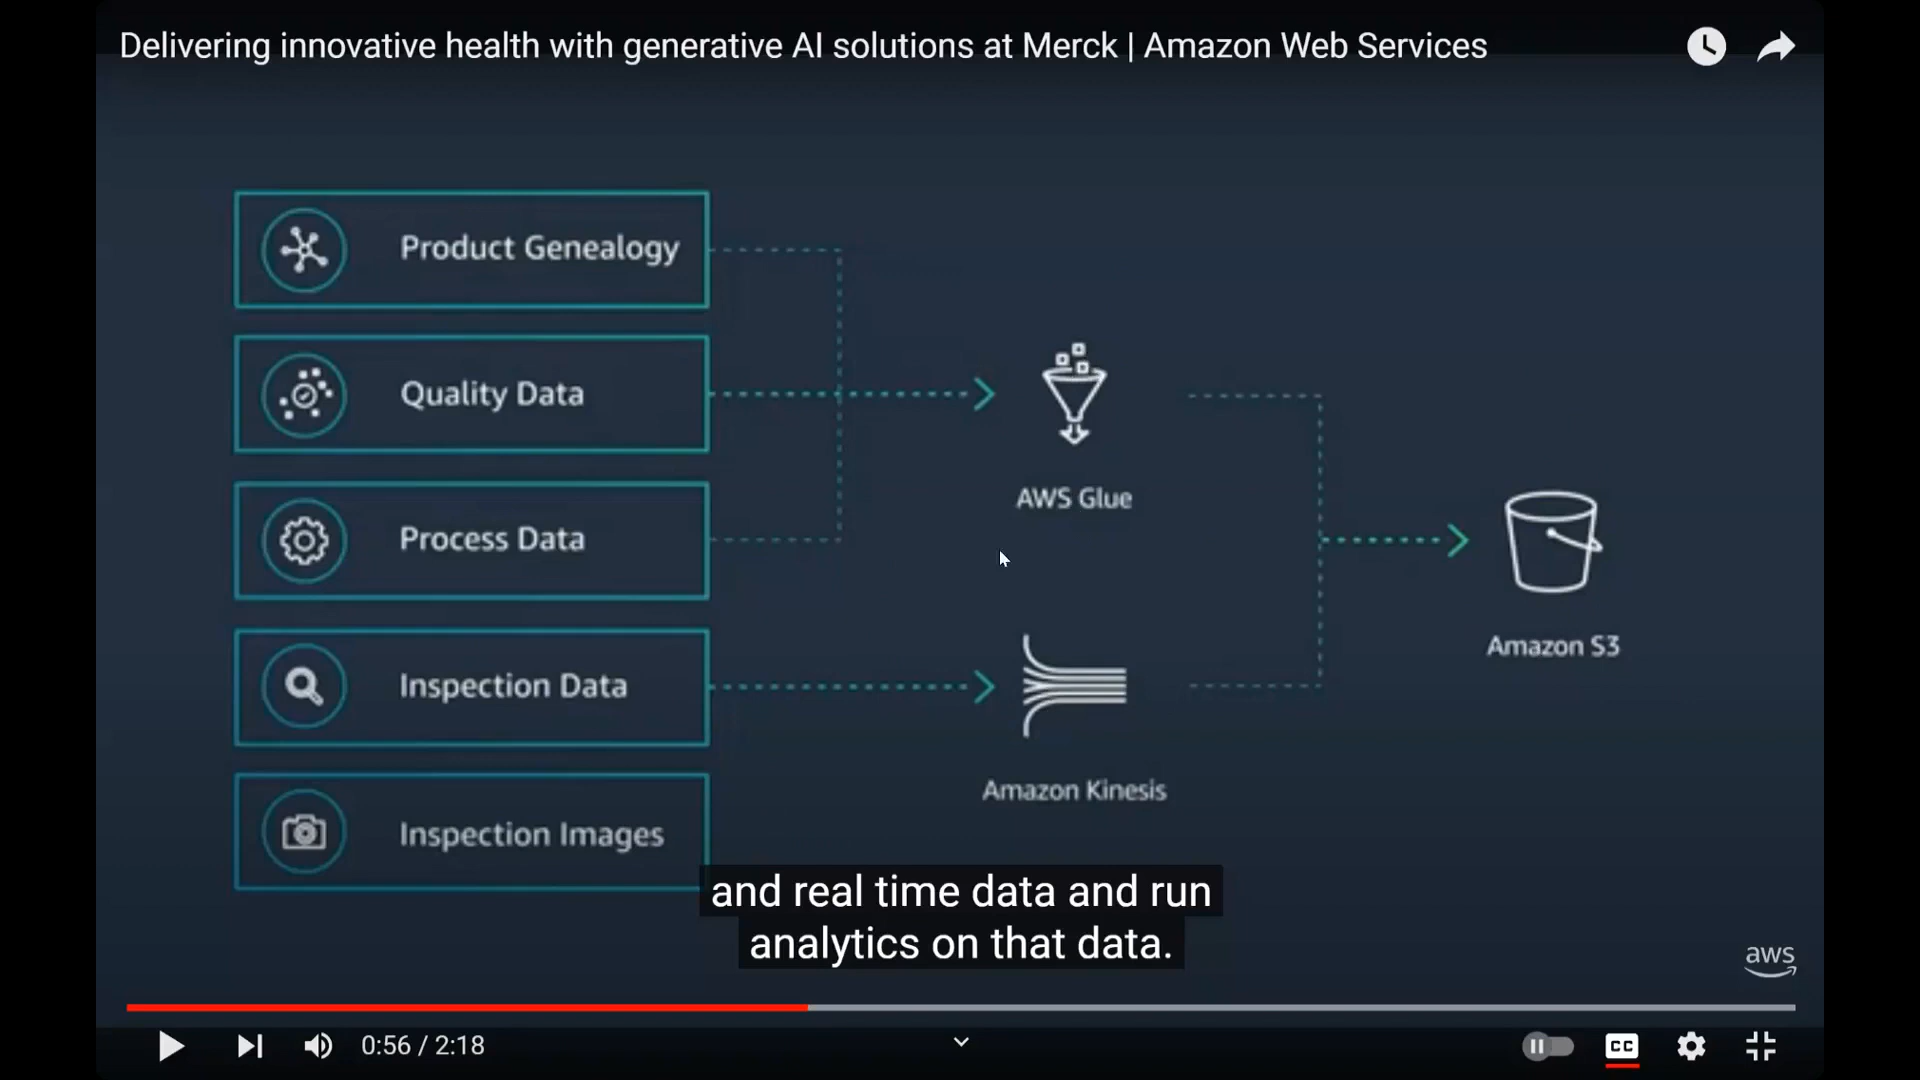 Delivering innovative health with generative AI solutions at Merck | Amazon Web Services
Product Genealogy
Quality Data
Process Data
Inspection Data
Inspection Images
AWS Glue
Amazon Kinesis
Amazon S3
and real time data and run
analytics on that data.
aws
0:56 / 2:18
CC